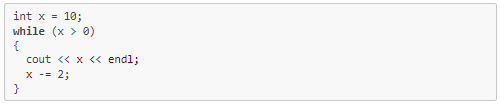 int x = 10;
while (x > 0)
{
  cout << x << endl;
  x -= 2;
}